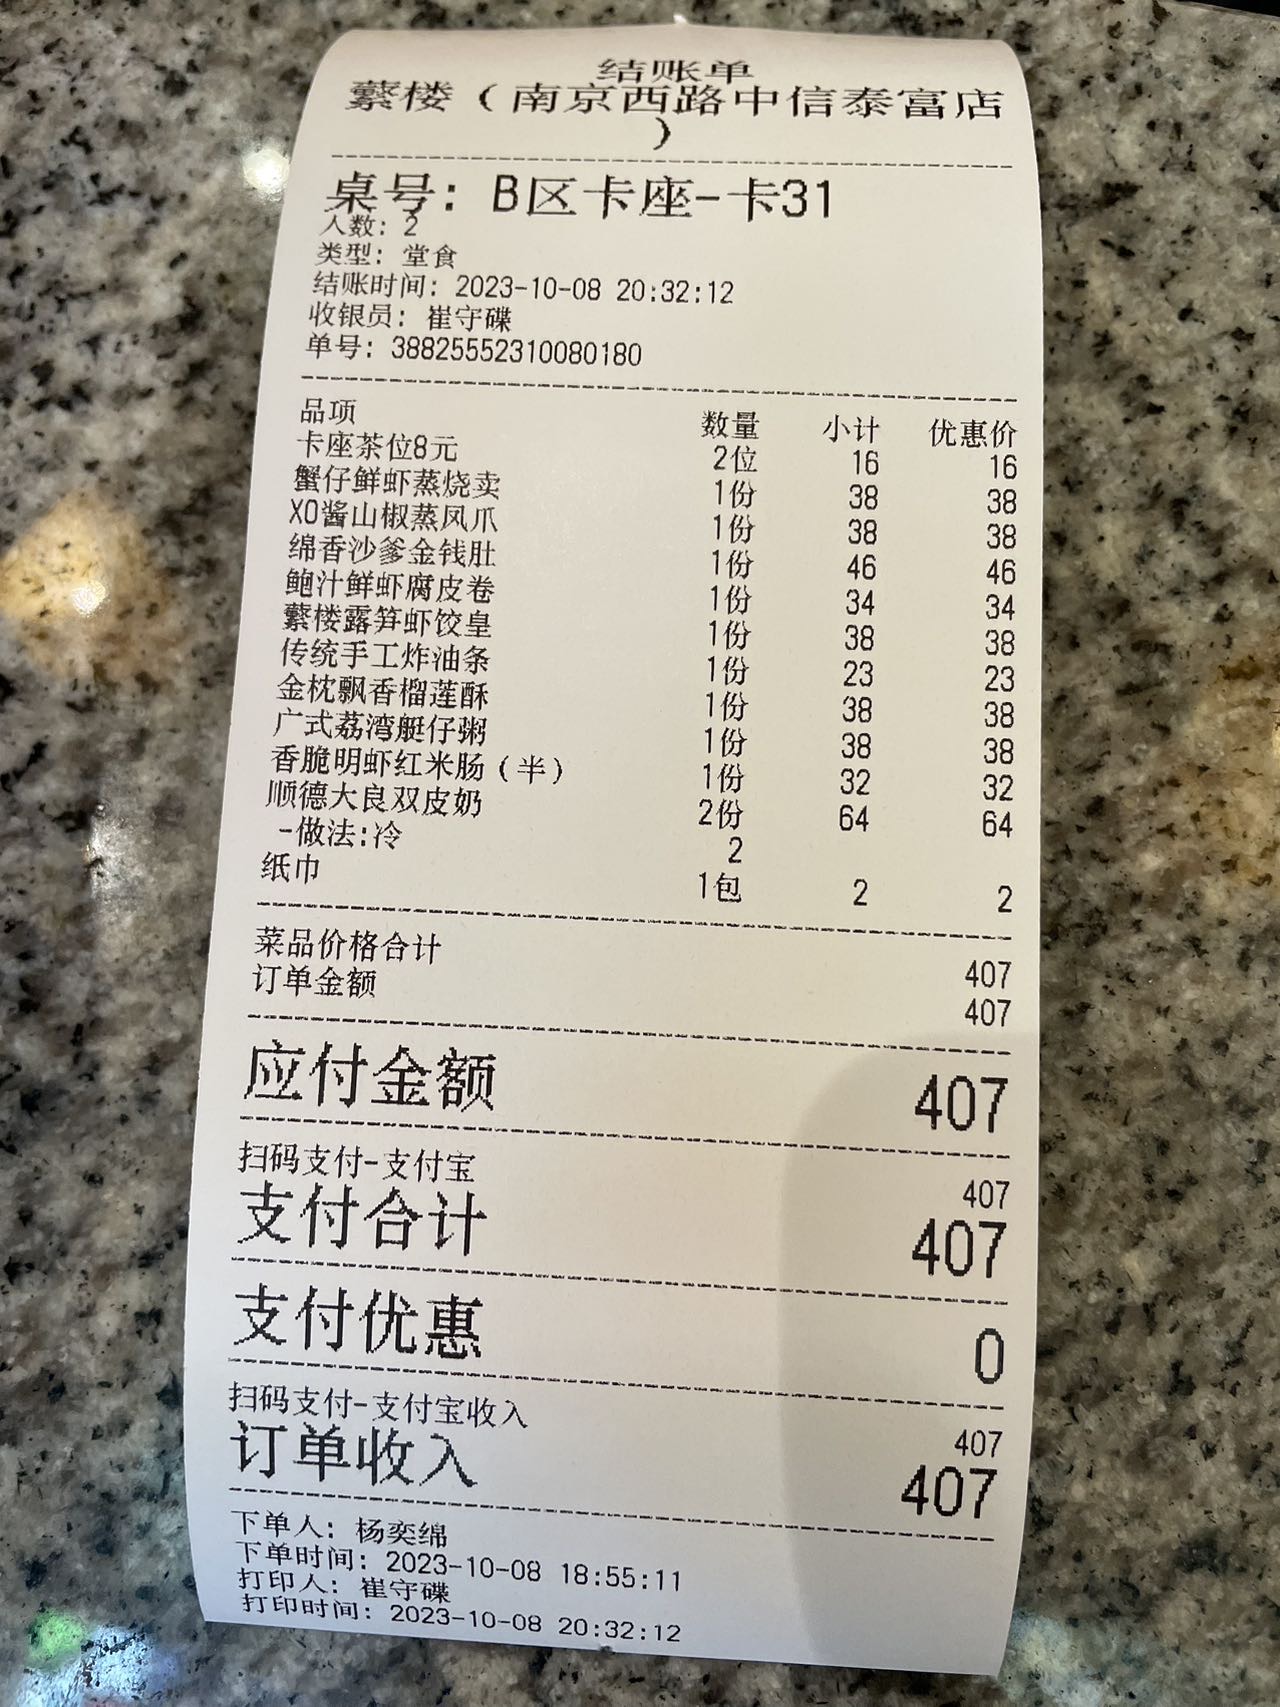 结账单
蘩楼（南京西路中信泰富店
）
桌号: B区卡座-卡31
人数: 2
类型: 堂食
结账时间: 2023-10-08 20:32:12
收银员: 崔守碟
单号: 38825552310080180
品项 数量 小计 优惠价
卡座茶位8元 2位 16 16
蟹仔鲜虾蒸烧卖 1份 38 38
XO酱山椒蒸凤爪 1份 38 38
绵香沙爹金钱肚 1份 46 46
鲍汁鲜虾腐皮卷 1份 34 34
蘩楼露笋虾饺皇 1份 38 38
传统手工炸油条 1份 23 23
金枕飘香榴莲酥 1份 38 38
广式荔湾艇仔粥 1份 38 38
香脆明虾红米肠（半） 1份 32 32
顺德大良双皮奶 2份 64 64
-做法:冷 2
纸巾 1包 2 2
菜品价格合计 407
订单金额 407
应付金额 407
扫码支付-支付宝 407
支付合计 407
支付优惠 0
扫码支付-支付宝收入 407
订单收入 407
下单人: 杨奕绵
下单时间: 2023-10-08 18:55:11
打印人: 崔守碟
打印时间: 2023-10-08 20:32:12